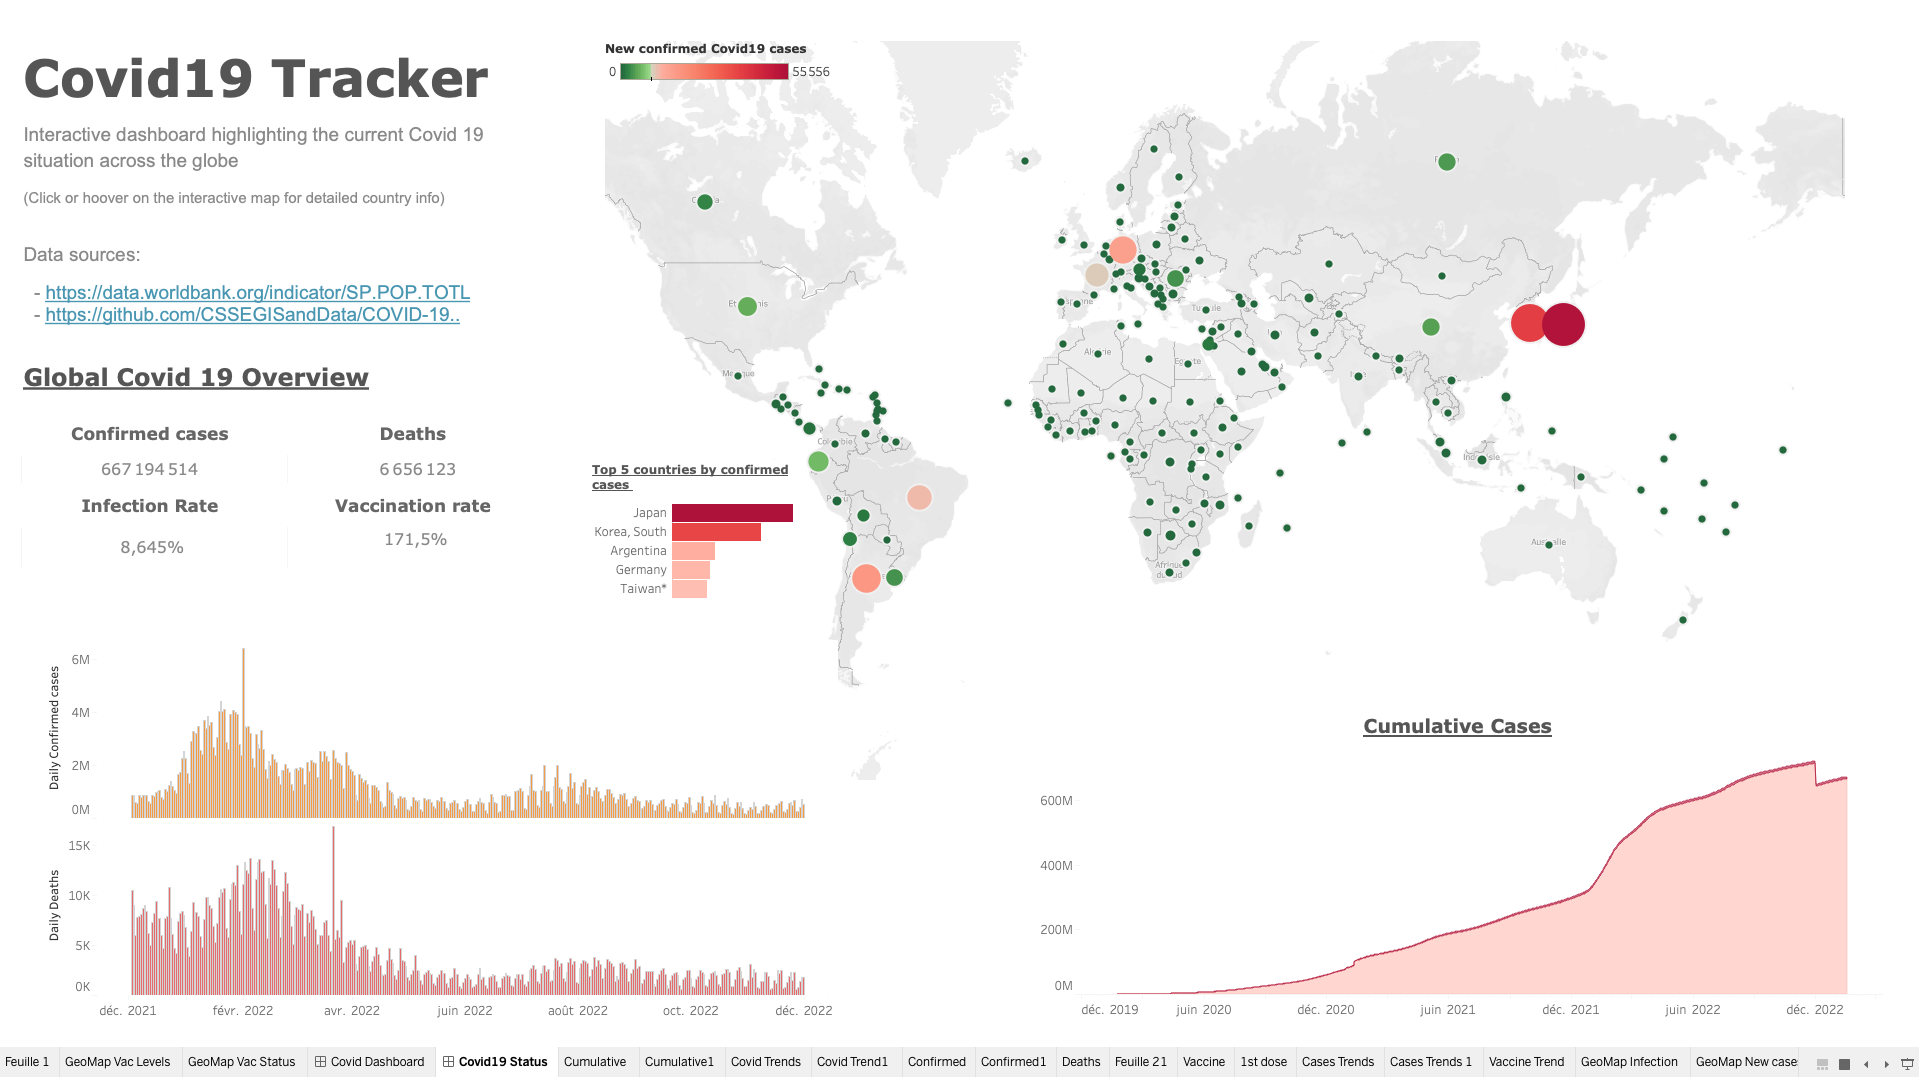 Covid19 Tracker
Interactive dashboard highlighting the current Covid 19
situation across the globe
(Click or hoover on the interactive map for detailed country info)
Data sources:
- https://data.worldbank.org/indicator/SP.POP.TOTL
- https://github.com/CSSEGISandData/COVID-19..
Global Covid 19 Overview
Confirmed cases
Deaths
667 194 514
6 656 123
Infection Rate
Vaccination rate
8,645%
171,5%
New confirmed Covid19 cases
0
55 556
Algérie
Australie
Afrique
du Sud
Top 5 countries by confirmed
cases
Japan
Korea, South
Argentina
Germany
Taiwan*
Daily Confirmed cases
6M
4M
2M
0M
Daily Deaths
15K
10K
5K
0K
déc. 2021
févr. 2022
avr. 2022
juin 2022
août 2022
oct. 2022
déc. 2022
Cumulative Cases
600M
400M
200M
0M
déc. 2019
juin 2020
déc. 2020
juin 2021
déc. 2021
juin 2022
déc. 2022
Feuille 1
GeoMap Vac Levels
GeoMap Vac Status
Covid Dashboard
Covid19 Status
Cumulative
Cumulative1
Covid Trends
Covid Trend1
Confirmed
Confirmed1
Deaths
Feuille 21
Vaccine
1st dose
Cases Trends
Cases Trends 1
Vaccine Trend
GeoMap Infection
GeoMap New case